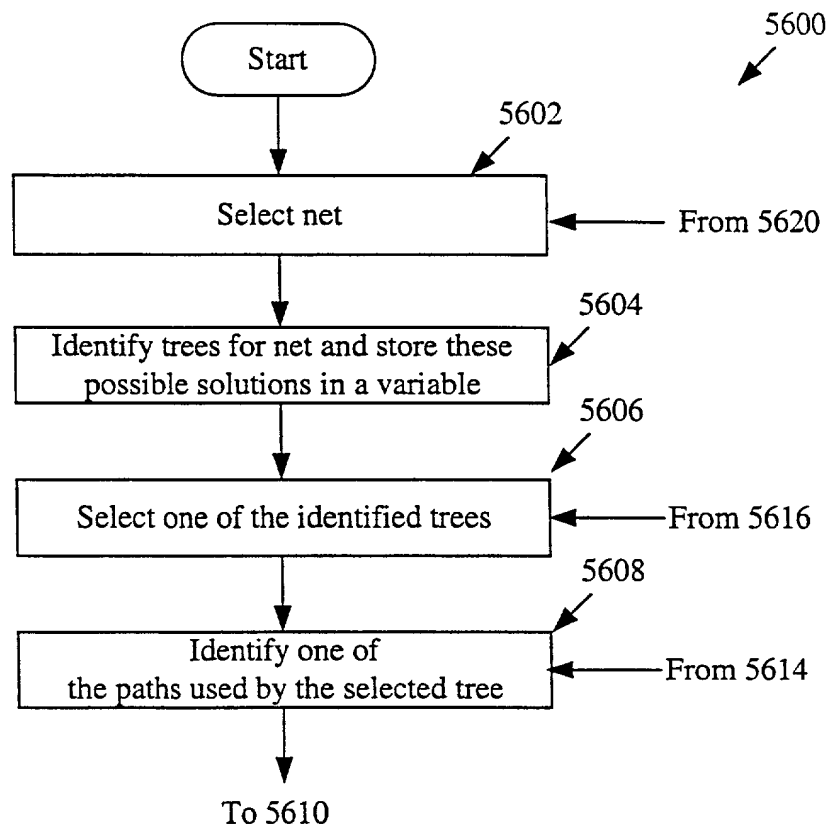 5600
Start
5602
Select net
From 5620
5604
Identify trees for net and store these
possible solutions in a variable
5606
Select one of the identified trees
From 5616
5608
Identify one of
the paths used by the selected tree
From 5614
To 5610